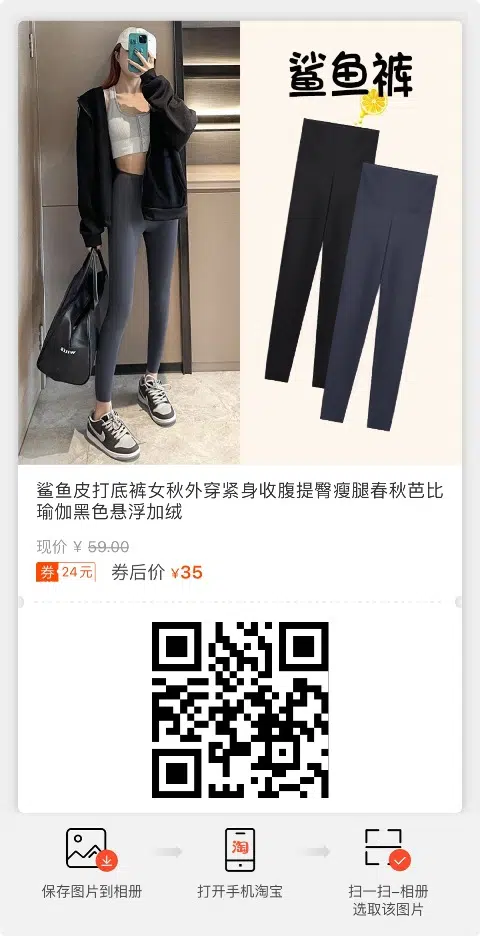 鲨鱼裤
鲨鱼皮打底裤女秋外穿紧身收腹提臀瘦腿春秋芭比
瑜伽黑色悬浮加绒
现价 ¥ 59.00
券 24元 券后价 ¥35
淘
保存图片到相册
打开手机淘宝
扫一扫-相册
选取该图片